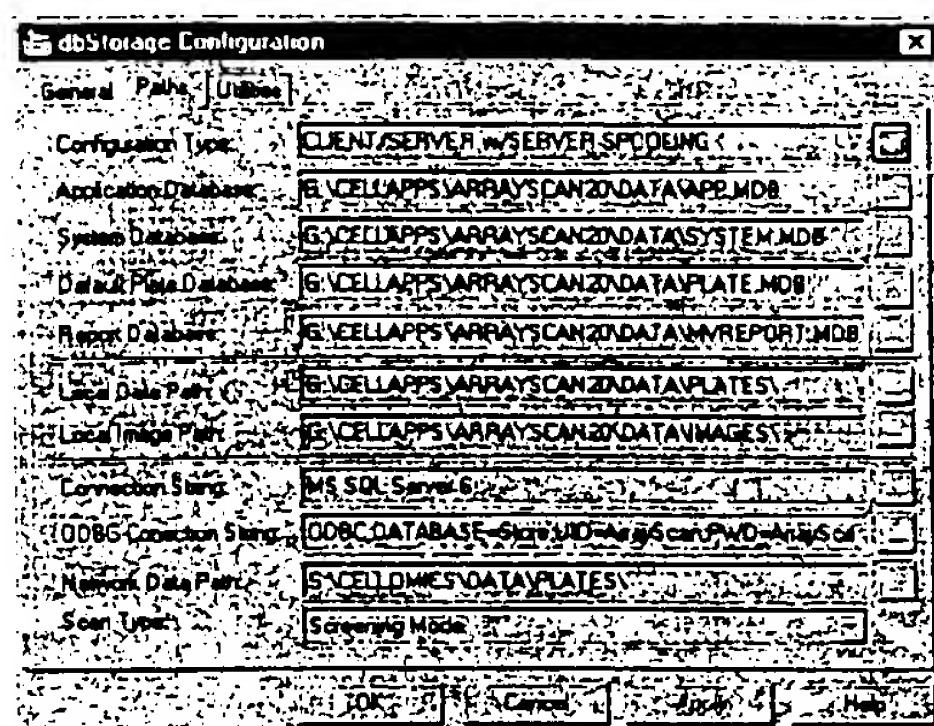 dbStorage Configuration
General Paths Utilities
Configuration Type: CLIENT/SERVER w/SERVER SPOOLING
Application Database: G:\CELLAPPS\ARRAYSCAN20\DATA\APP.MDB
System Database: G:\CELLAPPS\ARRAYSCAN20\DATA\SYSTEM.MDB
Default Plate Database: G:\CELLAPPS\ARRAYSCAN20\DATA\PLATE.MDB
Report Database: G:\CELLAPPS\ARRAYSCAN20\DATA\MVREPORT.MDB
Local Data Path: G:\CELLAPPS\ARRAYSCAN20\DATA\PLATES\
Local Image Path: G:\CELLAPPS\ARRAYSCAN20\DATA\IMAGES\
Connection String: MS SQL Server 6
ODBC Conection String: ODBC;DATABASE=Store;UID=ArrayScan;PWD=ArraySca
Network Data Path: S:\CELLOMICS\DATA\PLATES\
Scan Type: Screening Mode
OK Cancel Apply Help